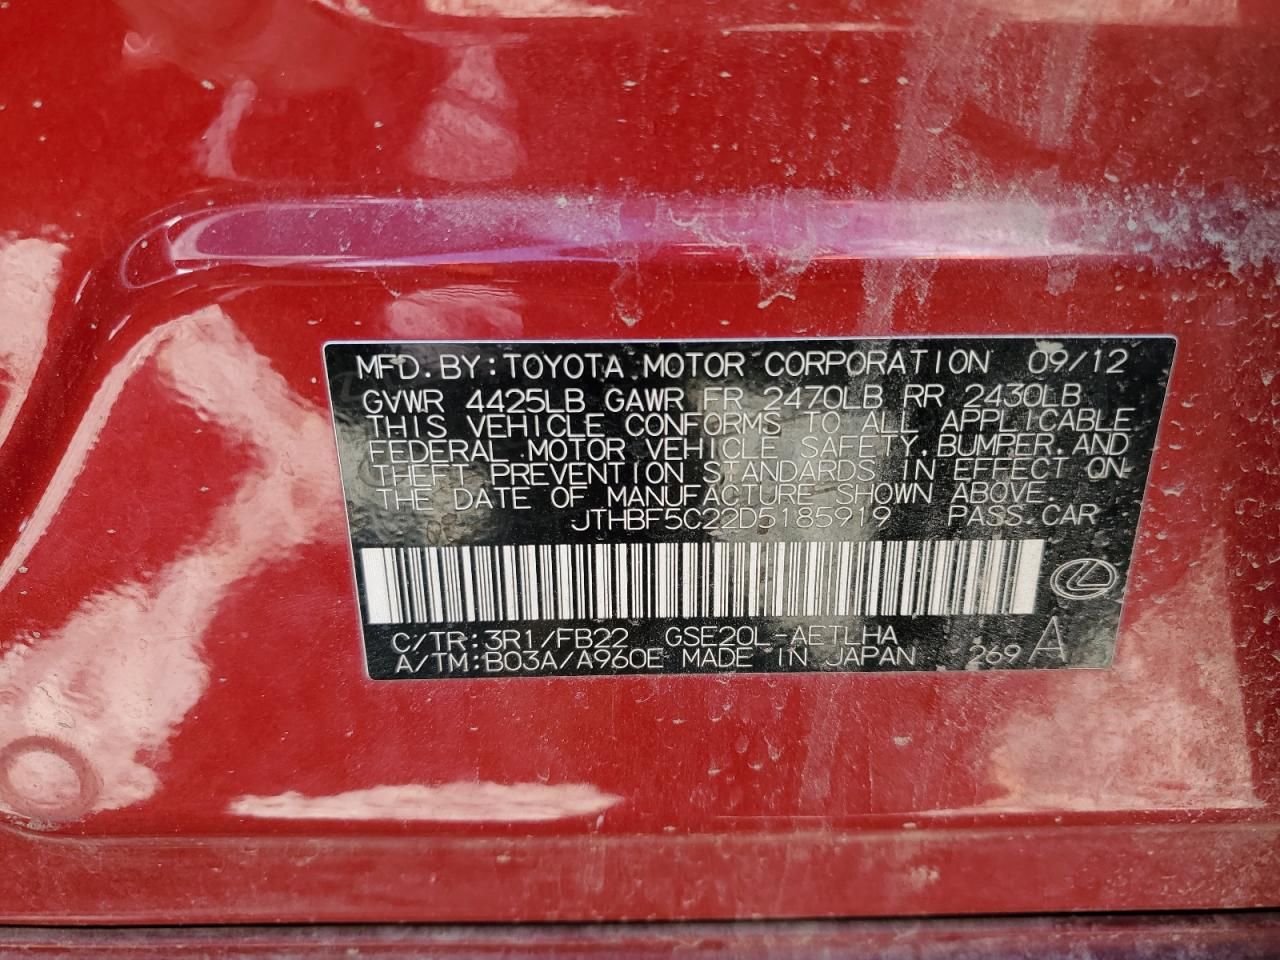 MFD. BY: TOYOTA MOTOR CORPORATION 09/12
GVWR 4425LB GAWR FR 2470LB RR 2430LB
THIS VEHICLE CONFORMS TO ALL APPLICABLE
FEDERAL MOTOR VEHICLE SAFETY, BUMPER, AND
THEFT PREVENTION STANDARDS IN EFFECT ON
THE DATE OF MANUFACTURE SHOWN ABOVE.
JTHBF5C22D5185919 PASS.CAR
C/TR:3R1/FB22 GSE20L-AETLHA
A/TM:B03A/A960E MADE IN JAPAN 269 A